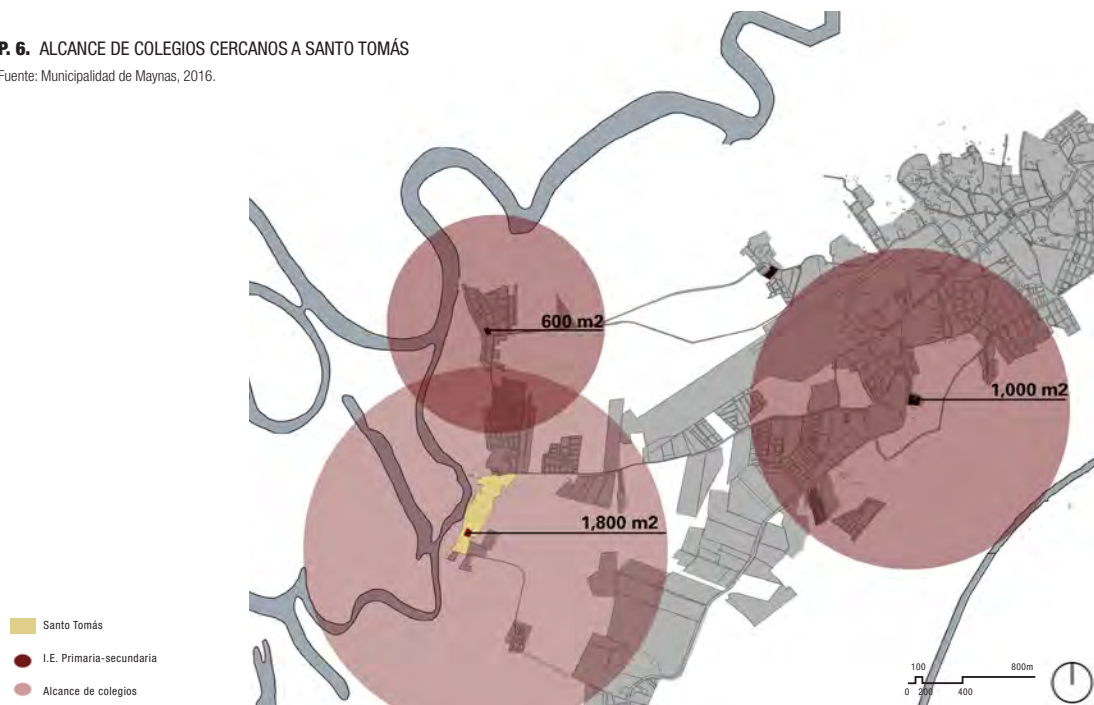 P. 6. ALCANCE DE COLEGIOS CERCANOS A SANTO TOMÁS
Fuente: Municipalidad de Maynas, 2016.
600 m2
1,000 m2
1,800 m2
Santo Tomás
I.E. Primaria-secundaria
Alcance de colegios
100 800m
0 200 400